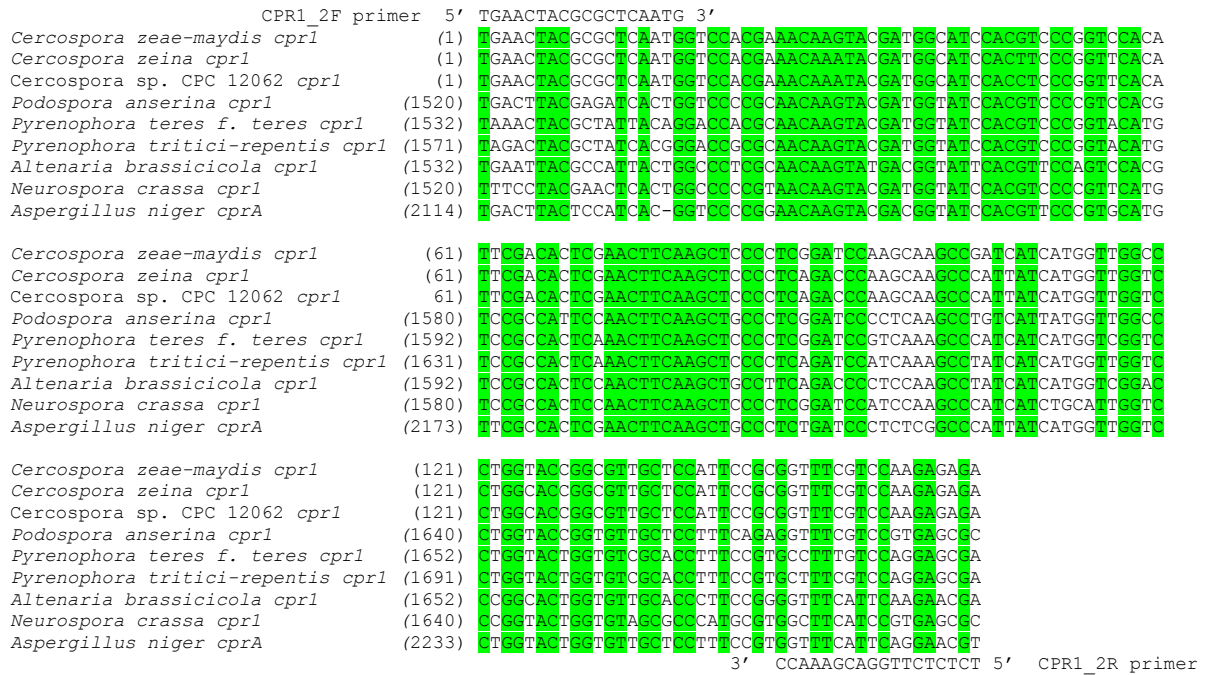 CPR1_2F primer 5′ TGAACTACGCGCTCAATG 3′
Cercospora zeae-maydis cpr1 (1) TGAACTACGCGCTCAATGGTCCACGAAACAAGTACGATGGCATCCACGTCCCGGTCCACA
Cercospora zeina cpr1 (1) TGAACTACGCGCTCAATGGTCCACGAAACAAATACGATGGCATCCACTTCCCGGTTCACA
Cercospora sp. CPC 12062 cpr1 (1) TGAACTACGCGCTCAATGGTCCACGAAACAAATACGATGGCATCCACCTCCCGGTTCACA
Podospora anserina cpr1 (1520) TGACTTACGAGATCACTGGTCCCCGCAACAAGTACGATGGTATCCACGTCCCCGTCCACG
Pyrenophora teres f. teres cpr1 (1532) TAAACTACGCTATTACAGGACCACGCAACAAGTACGATGGTATCCACGTCCCGGTACATG
Pyrenophora tritici-repentis cpr1 (1571) TAGACTACGCTATCACGGGACCGCGCAACAAGTACGATGGTATCCACGTCCCGGTACATG
Altenaria brassicicola cpr1 (1532) TGAATTACGCCATTACTGGCCCTCGCAACAAGTATGATGGTATTCACGTTCCAGTCCACG
Neurospora crassa cpr1 (1520) TTTCCTACGAACTCACTGGCCCCCGTAACAAGTACGATGGTATCCACGTCCCCGTTCATG
Aspergillus niger cprA (2114) TGACTTACTCCATCAC-GGTCCCCGGAACAAGTACGACGGTATCCACGTTCCCGTGCATG
Cercospora zeae-maydis cpr1 (61) TTCGACACTCGAACTTCAAGCTCCCCTCGGATCCAAGCAAGCCGATCATCATGGTTGGCC
Cercospora zeina cpr1 (61) TTCGACACTCGAACTTCAAGCTCCCCTCAGACCCAAGCAAGCCCATTATCATGGTTGGTC
Cercospora sp. CPC 12062 cpr1 61) TTCGACACTCGAACTTCAAGCTCCCCTCAGACCCAAGCAAGCCCATTATCATGGTTGGTC
Podospora anserina cpr1 (1580) TCCGCCATTCCAACTTCAAGCTGCCCTCGGATCCCCTCAAGCCTGTCATTATGGTTGGCC
Pyrenophora teres f. teres cpr1 (1592) TCCGCCACTCAAACTTCAAGCTCCCCTCGGATCCGTCAAAGCCCATCATCATGGTCGGTC
Pyrenophora tritici-repentis cpr1 (1631) TCCGCCACTCAAACTTCAAGCTCCCCTCAGATCCATCAAAGCCTATCATCATGGTTGGTC
Altenaria brassicicola cpr1 (1592) TCCGCCACTCCAACTTCAAGCTGCCTTCAGACCCCTCCAAGCCTATCATCATGGTCGGAC
Neurospora crassa cpr1 (1580) TCCGCCACTCCAACTTCAAGCTCCCCTCGGATCCATCCAAGCCCATCATCTGCATTGGTC
Aspergillus niger cprA (2173) TTCGCCACTCGAACTTCAAGCTGCCCTCTGATCCCTCTCGGCCCATTATCATGGTTGGTC
Cercospora zeae-maydis cpr1 (121) CTGGTACCGGCGTTGCTCCATTCCGCGGTTTCGTCCAAGAGAGA
Cercospora zeina cpr1 (121) CTGGCACCGGCGTTGCTCCATTCCGCGGTTTCGTCCAAGAGAGA
Cercospora sp. CPC 12062 cpr1 (121) CTGGCACCGGCGTTGCTCCATTCCGCGGTTTCGTCCAAGAGAGA
Podospora anserina cpr1 (1640) CTGGTACCGGTGTTGCTCCTTTCAGAGGTTTCGTCCGTGAGCGC
Pyrenophora teres f. teres cpr1 (1652) CTGGTACTGGTGTCGCACCTTTCCGTGCCTTTGTCCAGGAGCGA
Pyrenophora tritici-repentis cpr1 (1691) CTGGTACTGGTGTCGCACCTTTCCGTGCTTTCGTCCAGGAGCGA
Altenaria brassicicola cpr1 (1652) CCGGCACTGGTGTTGCACCCTTCCGGGGTTTCATTCAAGAACGA
Neurospora crassa cpr1 (1640) CCGGTACTGGTGTAGCGCCCATGCGTGGCTTCATCCGTGAGCGC
Aspergillus niger cprA (2233) CTGGTACTGGTGTTGCTCCTTTCCGTGGTTTCATTCAGGAACGT
3′ CCAAAGCAGGTTCTCTCT 5′ CPR1_2R primer